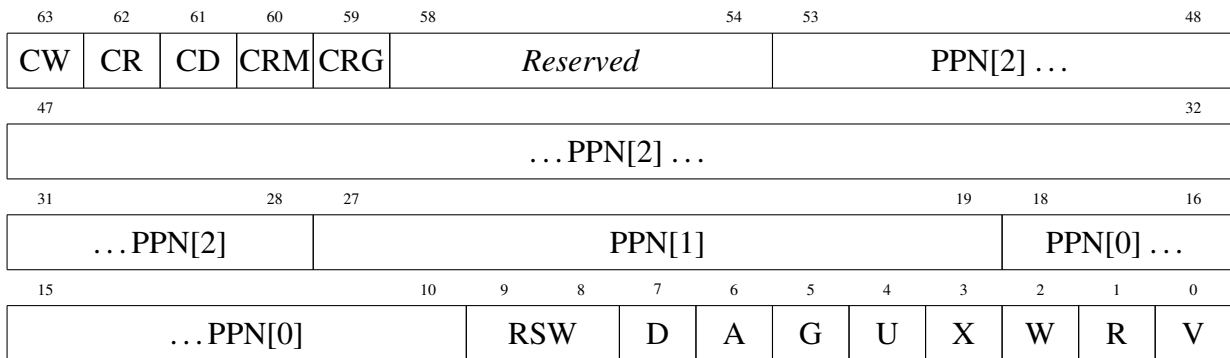 63 62 61 60 59 58 54 53 48
CW CR CD CRM CRG Reserved PPN[2] …
47 32
…PPN[2] …
31 28 27 19 18 16
…PPN[2] PPN[1] PPN[0] …
15 10 9 8 7 6 5 4 3 2 1 0
…PPN[0] RSW D A G U X W R V